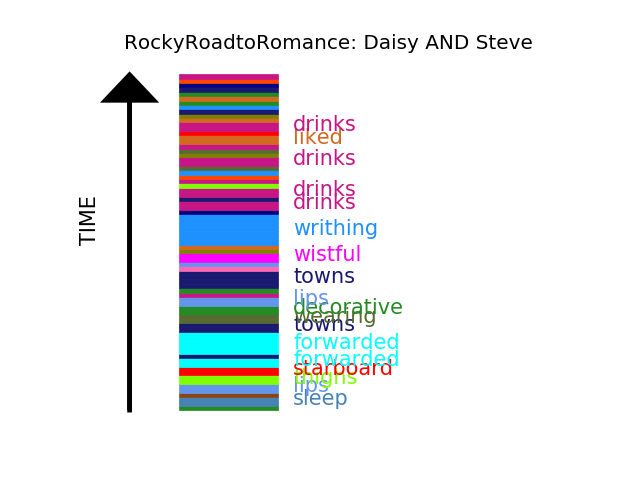 RockyRoadtoRomance: Daisy AND Steve
TIME
drinks
liked
drinks
drinks
drinks
writhing
wistful
towns
lips
decorative
wearing
towns
forwarded
forwarded
starboard
thighs
lips
sleep